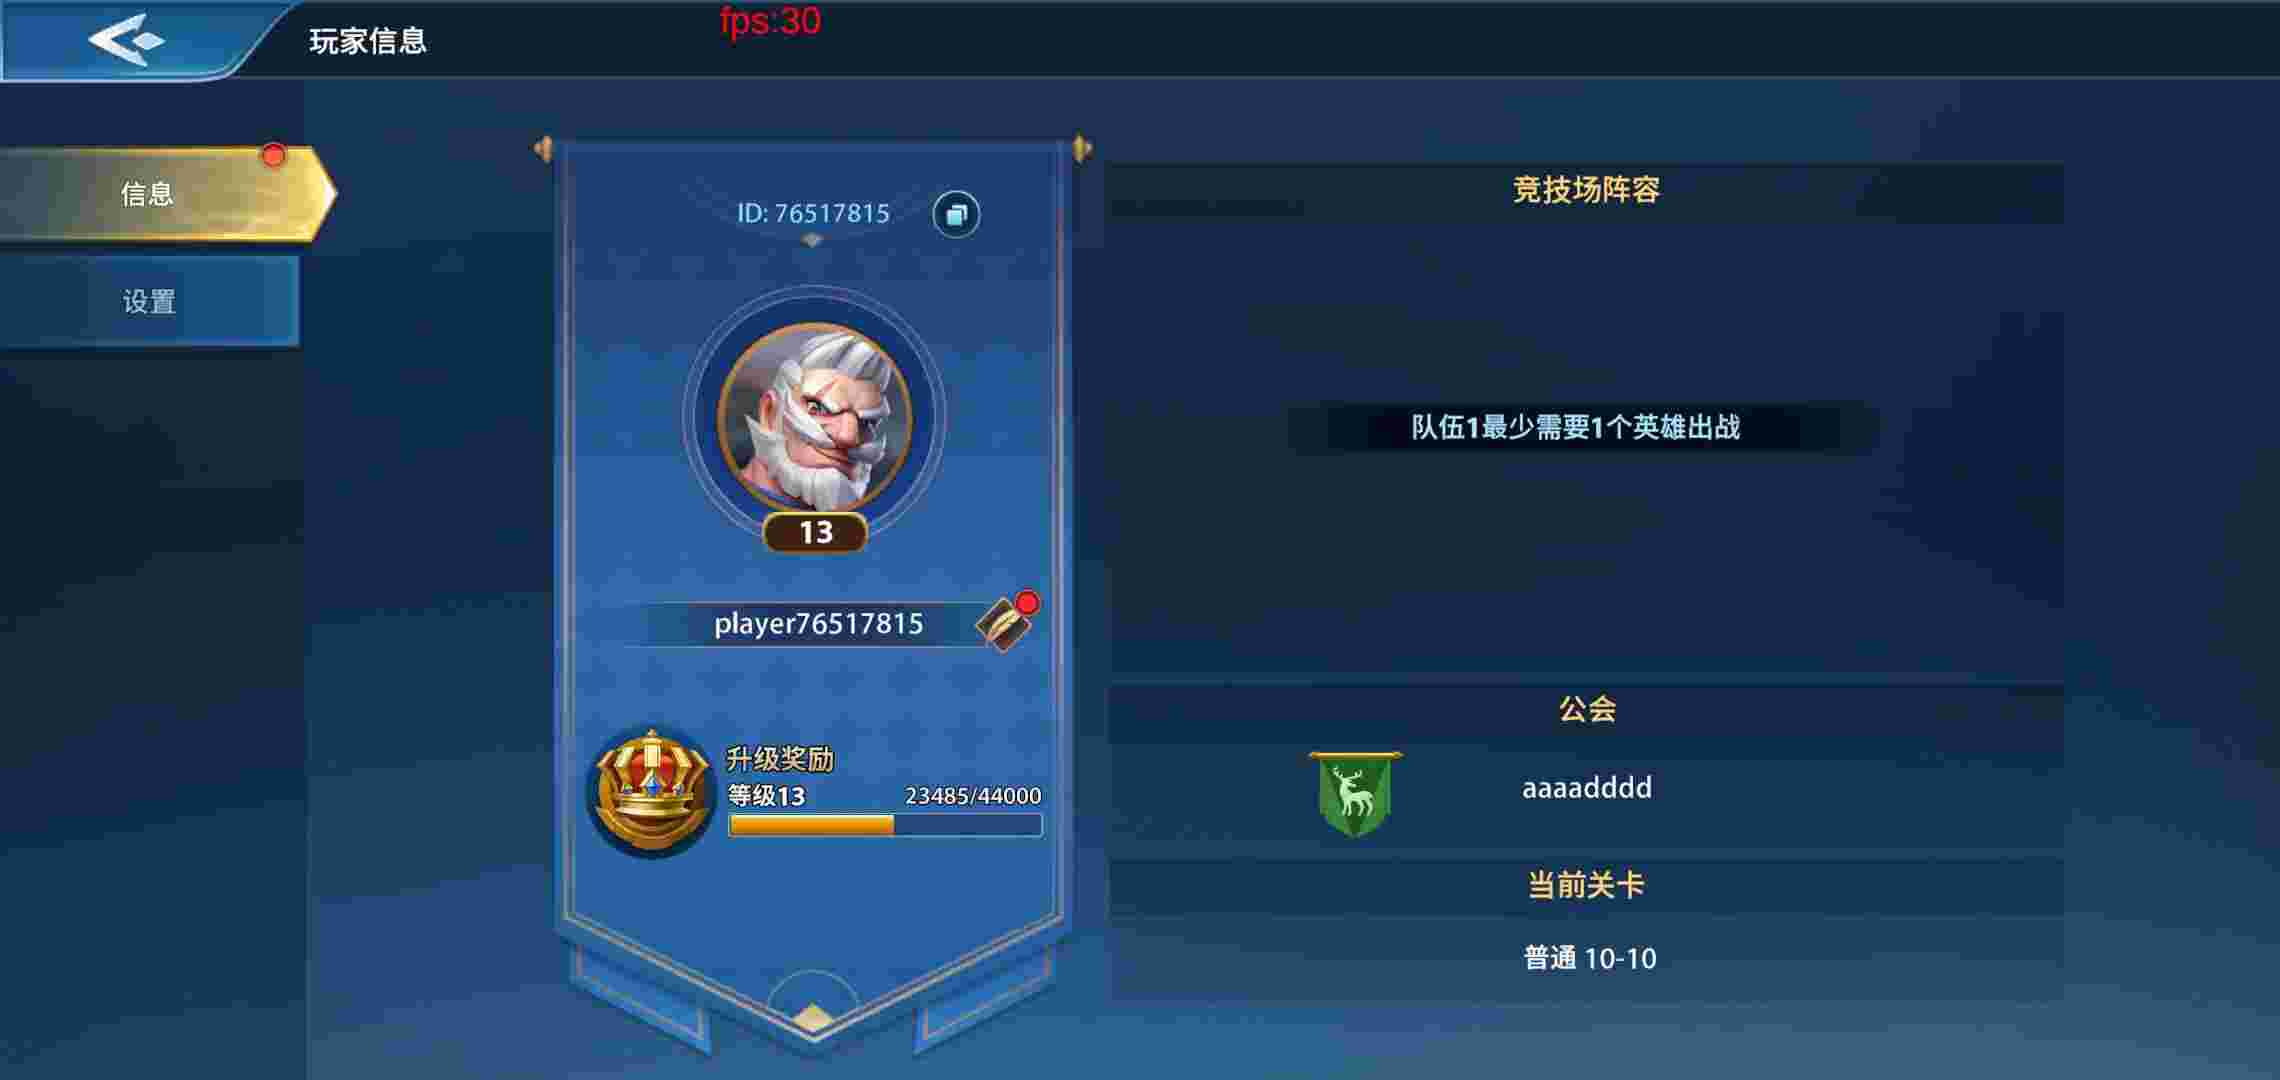 玩家信息
fps:30
信息
设置
ID: 76517815
13
player76517815
升级奖励
等级13
23485/44000
竞技场阵容
队伍1最少需要1个英雄出战
公会
aaaadddd
当前关卡
普通 10-10